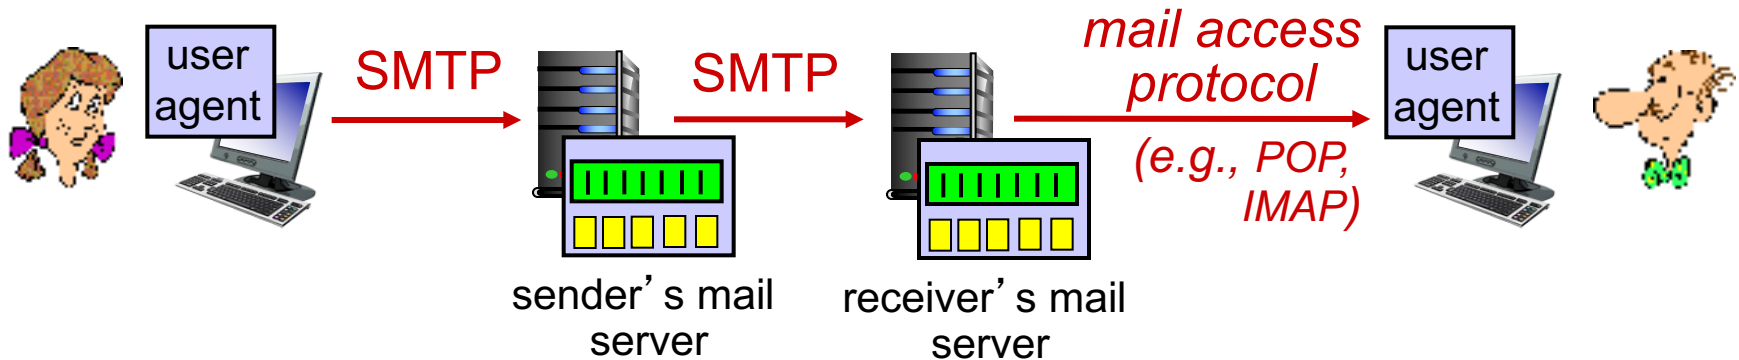 user
agent
SMTP
SMTP
mail access
protocol
(e.g., POP,
IMAP)
user
agent
sender’s mail
server
receiver’s mail
server